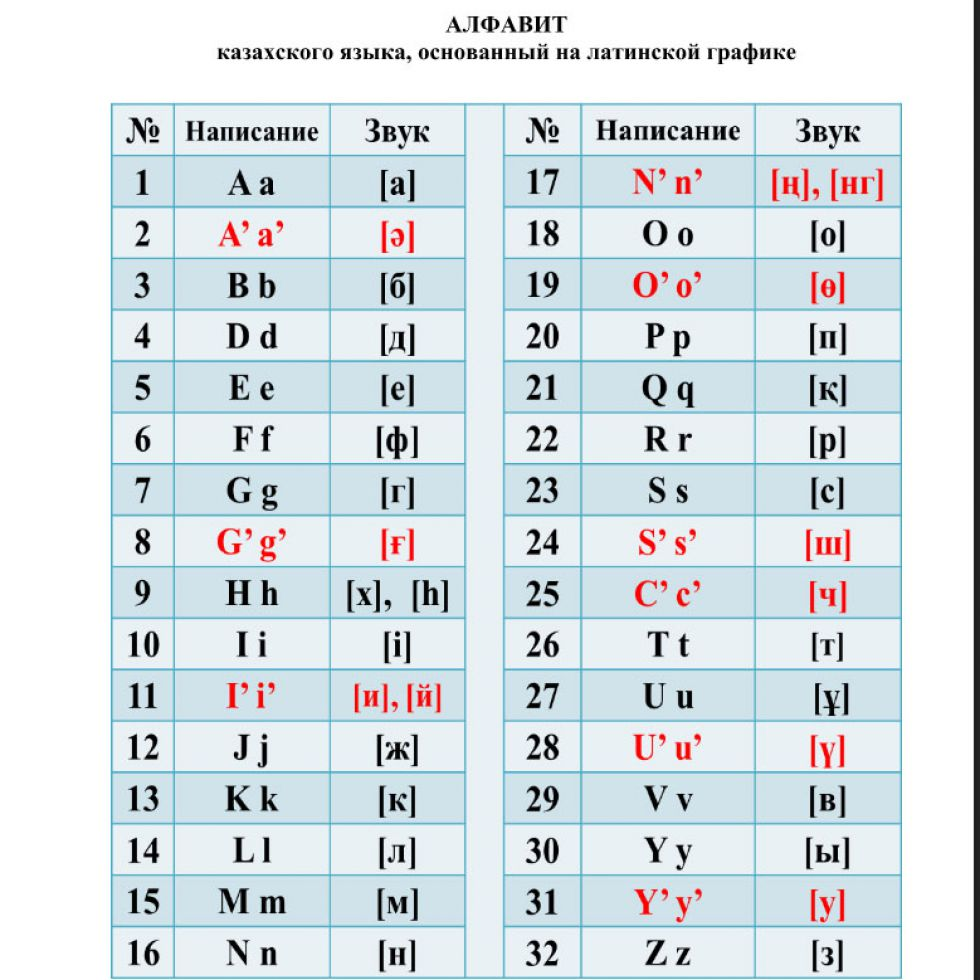 АЛФАВИТ
казахского языка, основанный на латинской графике
№ Написание Звук № Написание Звук
1 A a [а] 17 N’ n’ [ң], [нг]
2 A’ a’ [ә] 18 O o [о]
3 B b [б] 19 O’ o’ [ө]
4 D d [д] 20 P p [п]
5 E e [е] 21 Q q [қ]
6 F f [ф] 22 R r [р]
7 G g [г] 23 S s [с]
8 G’ g’ [ғ] 24 S’ s’ [ш]
9 H h [х], [һ] 25 C’ c’ [ч]
10 I i [і] 26 T t [т]
11 I’ i’ [и], [й] 27 U u [ұ]
12 J j [ж] 28 U’ u’ [ү]
13 K k [к] 29 V v [в]
14 L l [л] 30 Y y [ы]
15 M m [м] 31 Y’ y’ [у]
16 N n [н] 32 Z z [з]